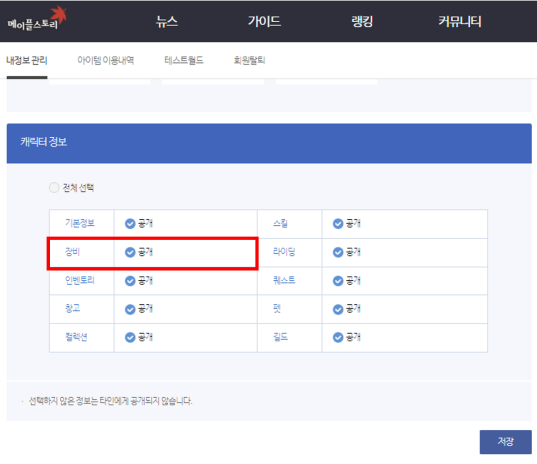 메이플스토리 뉴스 가이드 랭킹 커뮤니티
내정보 관리 아이템 이용내역 테스트월드 회원탈퇴
캐릭터 정보
전체 선택
기본정보 공개 스킬 공개
장비 공개 라이딩 공개
인벤토리 공개 퀘스트 공개
창고 공개 펫 공개
컬렉션 공개 길드 공개
· 선택하지 않은 정보는 타인에게 공개되지 않습니다.
저장